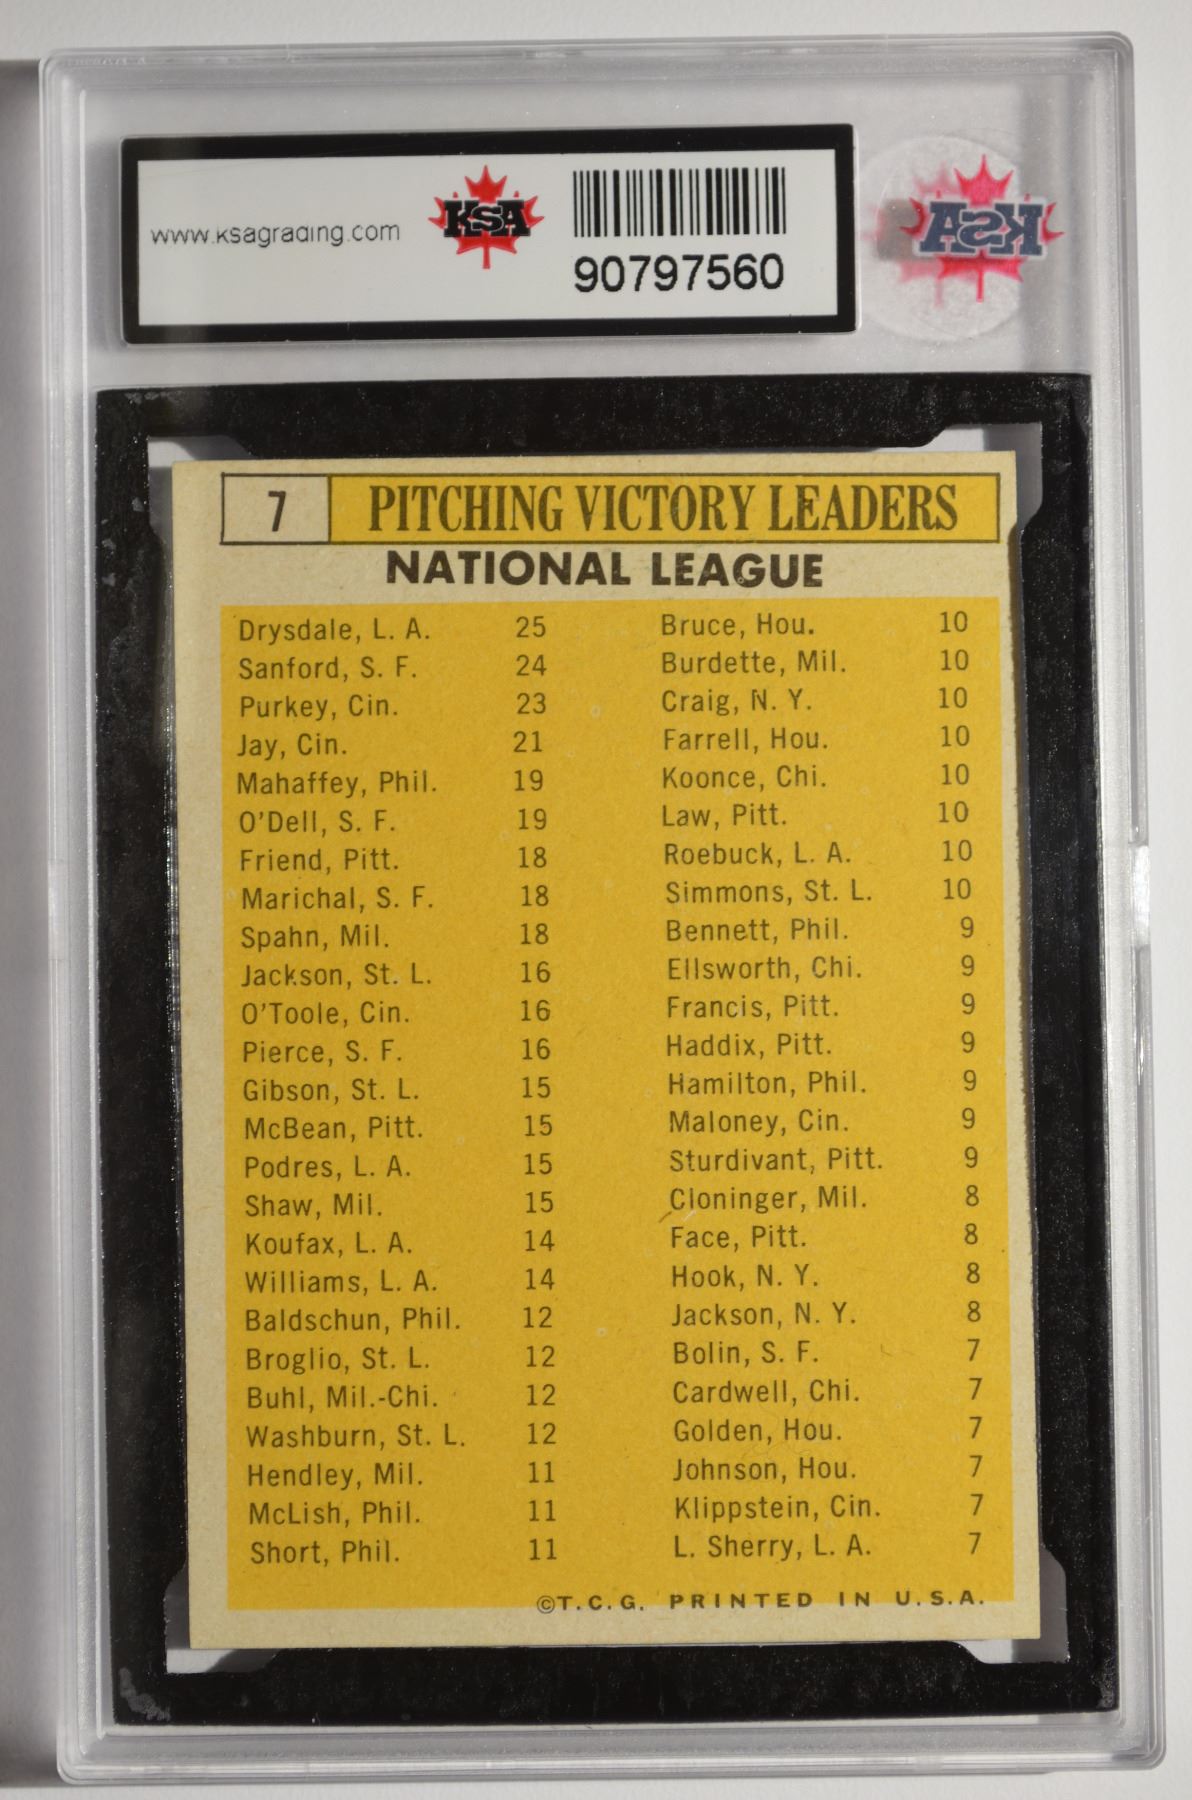 www.ksagrading.com
KSA
90797560
KSA
7 PITCHING VICTORY LEADERS
NATIONAL LEAGUE
Drysdale, L. A. 25
Sanford, S. F. 24
Purkey, Cin. 23
Jay, Cin. 21
Mahaffey, Phil. 19
O'Dell, S. F. 19
Friend, Pitt. 18
Marichal, S. F. 18
Spahn, Mil. 18
Jackson, St. L. 16
O'Toole, Cin. 16
Pierce, S. F. 16
Gibson, St. L. 15
McBean, Pitt. 15
Podres, L. A. 15
Shaw, Mil. 15
Koufax, L. A. 14
Williams, L. A. 14
Baldschun, Phil. 12
Broglio, St. L. 12
Buhl, Mil.-Chi. 12
Washburn, St. L. 12
Hendley, Mil. 11
McLish, Phil. 11
Short, Phil. 11
Bruce, Hou. 10
Burdette, Mil. 10
Craig, N. Y. 10
Farrell, Hou. 10
Koonce, Chi. 10
Law, Pitt. 10
Roebuck, L. A. 10
Simmons, St. L. 10
Bennett, Phil. 9
Ellsworth, Chi. 9
Francis, Pitt. 9
Haddix, Pitt. 9
Hamilton, Phil. 9
Maloney, Cin. 9
Sturdivant, Pitt. 9
Cloninger, Mil. 8
Face, Pitt. 8
Hook, N. Y. 8
Jackson, N. Y. 8
Bolin, S. F. 7
Cardwell, Chi. 7
Golden, Hou. 7
Johnson, Hou. 7
Klippstein, Cin. 7
L. Sherry, L. A. 7
©T.C.G. PRINTED IN U.S.A.